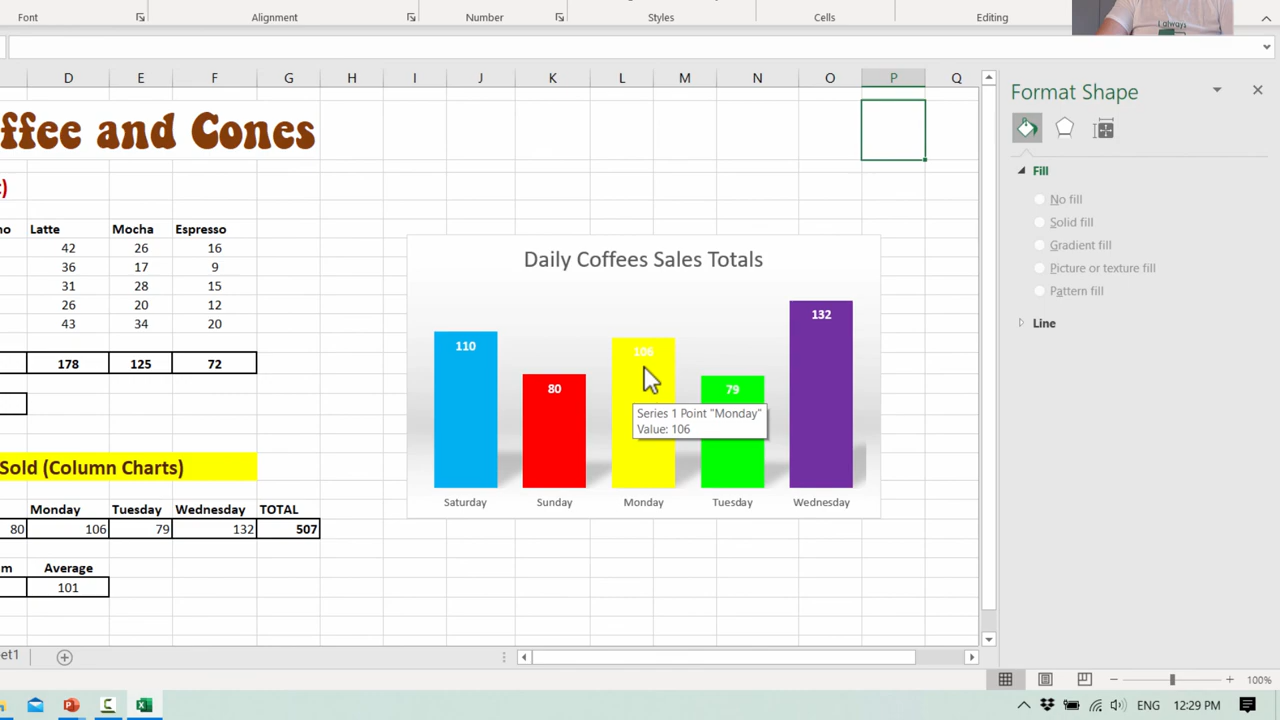 Font Alignment Number Styles Cells Editing
I always
D E F G H I J K L M N O P Q
Format Shape
ffee and Cones
Fill
:)
No fill
no Latte Mocha Espresso
Solid fill
42 26 16
Gradient fill
36 17 9
Picture or texture fill
31 28 15
Pattern fill
26 20 12
43 34 20
Line
178 125 72
Daily Coffees Sales Totals
132
110
106
80
79
Series 1 Point "Monday"
Value: 106
Saturday Sunday Monday Tuesday Wednesday
Sold (Column Charts)
Monday Tuesday Wednesday TOTAL
80 106 79 132 507
m Average
101
eet1
100%
ENG 12:29 PM